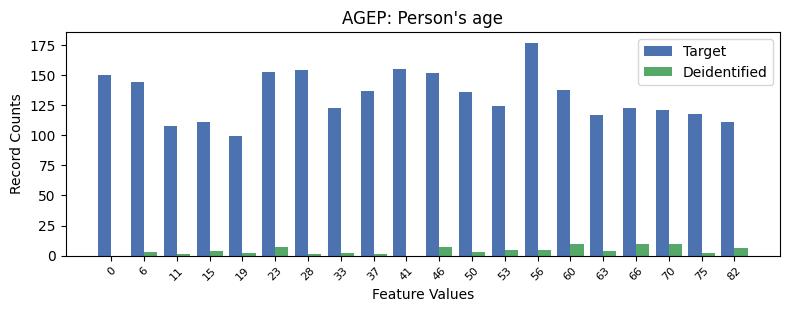 AGEP: Person's age
Target
Deidentified
Record Counts
175
150
125
100
75
50
25
0
0 6 11 15 19 23 28 33 37 41 46 50 53 56 60 63 66 70 75 82
Feature Values